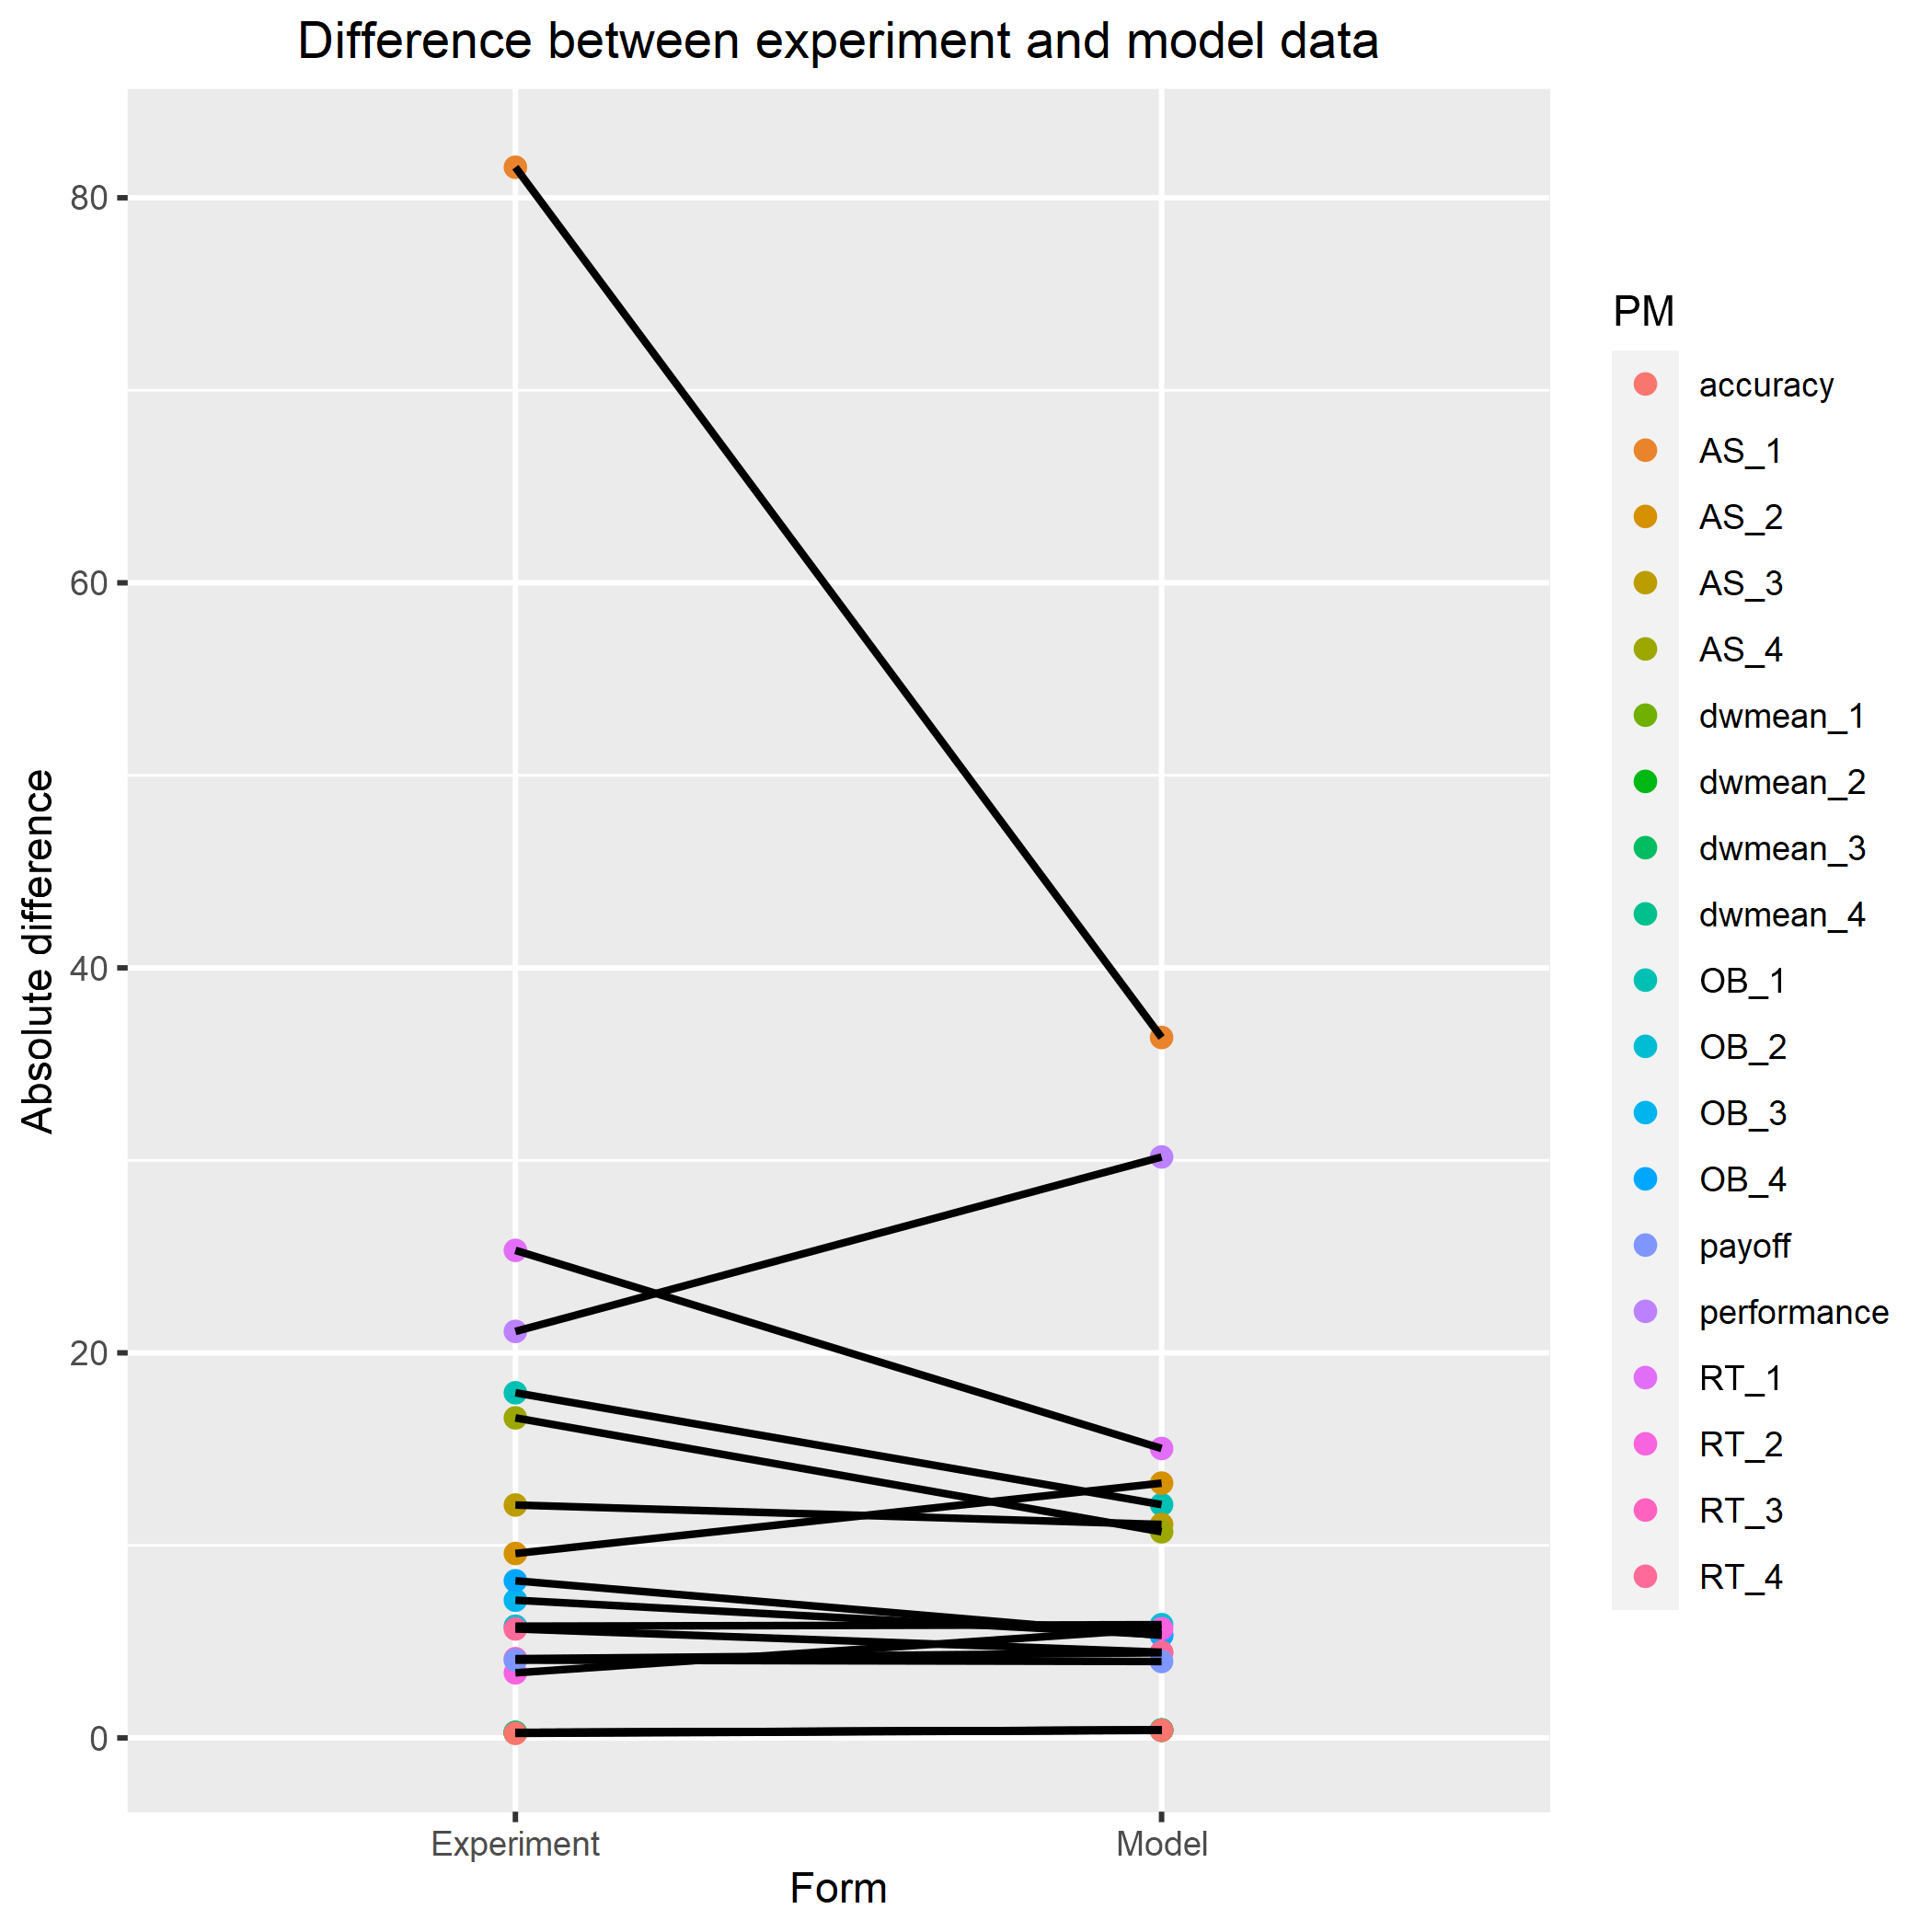 Difference between experiment and model data
Absolute difference
80
60
40
20
0
Experiment
Model
Form
PM
accuracy
AS_1
AS_2
AS_3
AS_4
dwmean_1
dwmean_2
dwmean_3
dwmean_4
OB_1
OB_2
OB_3
OB_4
payoff
performance
RT_1
RT_2
RT_3
RT_4